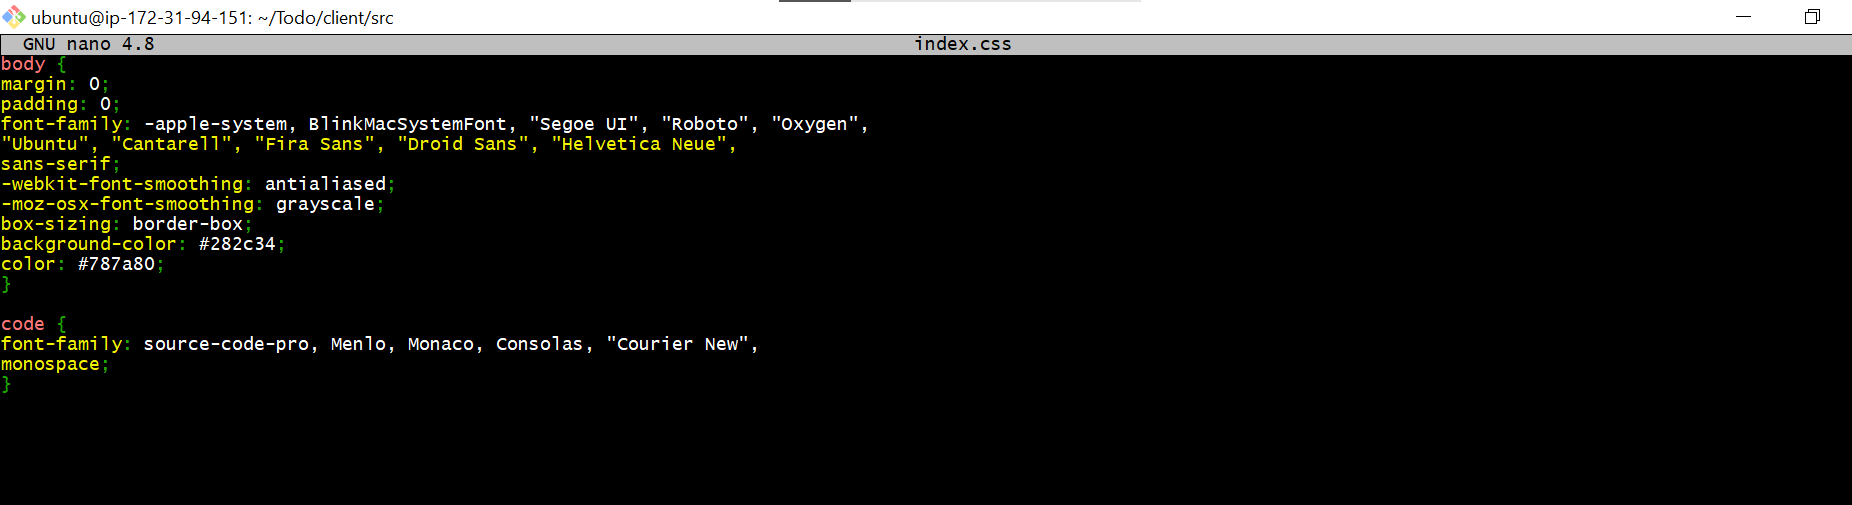 ubuntu@ip-172-31-94-151: ~/Todo/client/src
GNU nano 4.8 index.css
body {
margin: 0;
padding: 0;
font-family: -apple-system, BlinkMacSystemFont, "Segoe UI", "Roboto", "Oxygen",
"Ubuntu", "Cantarell", "Fira Sans", "Droid Sans", "Helvetica Neue",
sans-serif;
-webkit-font-smoothing: antialiased;
-moz-osx-font-smoothing: grayscale;
box-sizing: border-box;
background-color: #282c34;
color: #787a80;
}
code {
font-family: source-code-pro, Menlo, Monaco, Consolas, "Courier New",
monospace;
}